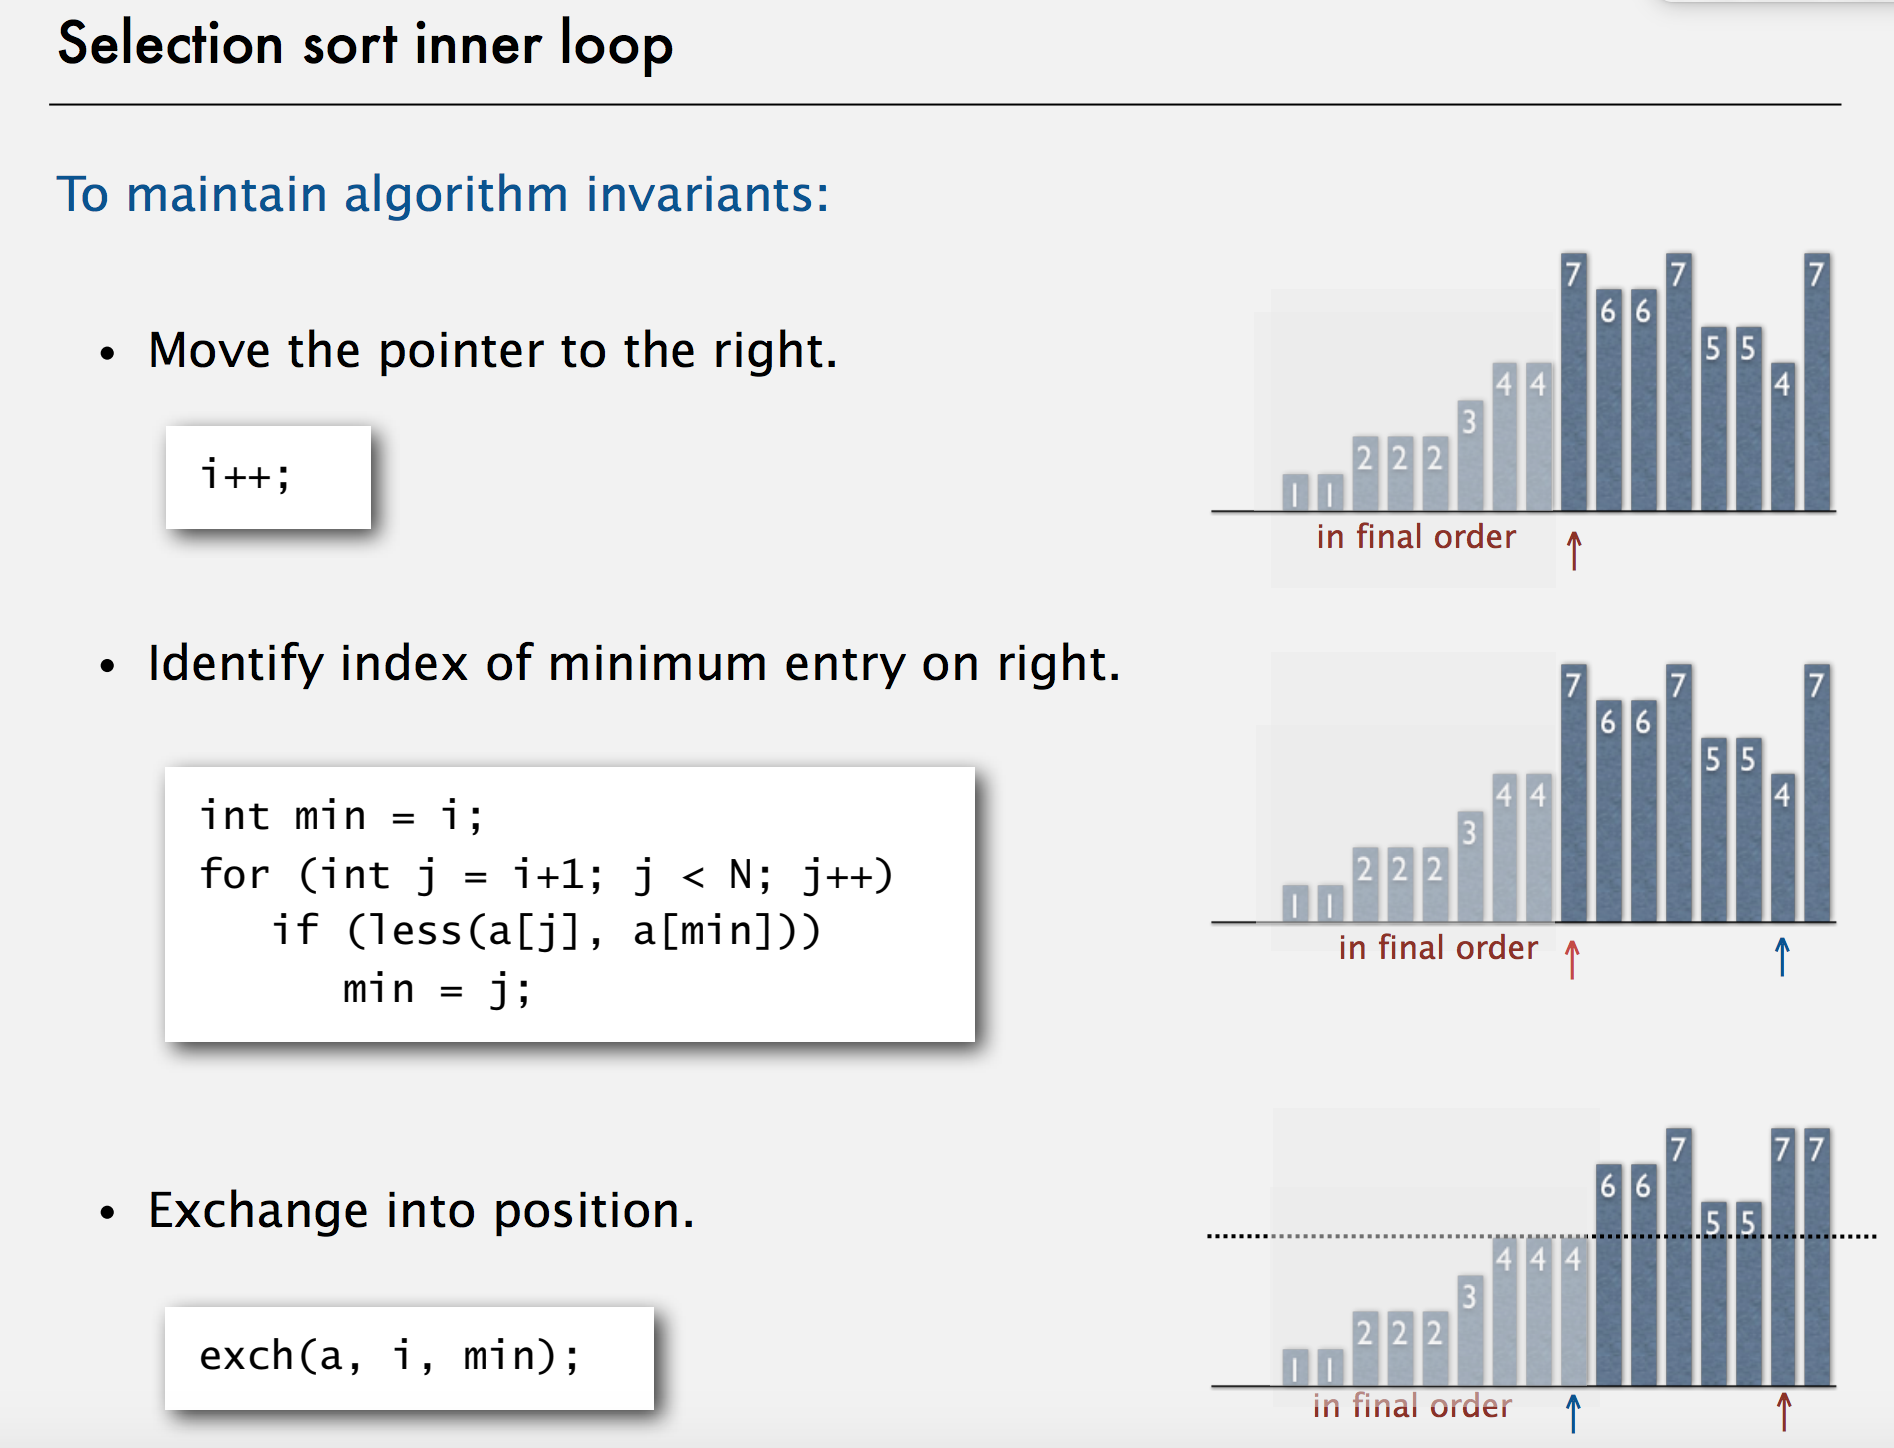 Selection sort inner loop
To maintain algorithm invariants:
• Move the pointer to the right.
i++;
1 1 2 2 2 3 4 4 7 6 6 7 5 5 4 7
in final order
• Identify index of minimum entry on right.
int min = i;
for (int j = i+1; j < N; j++)
if (less(a[j], a[min]))
min = j;
1 1 2 2 2 3 4 4 7 6 6 7 5 5 4 7
in final order
• Exchange into position.
exch(a, i, min);
1 1 2 2 2 3 4 4 4 6 6 7 5 5 7 7
in final order